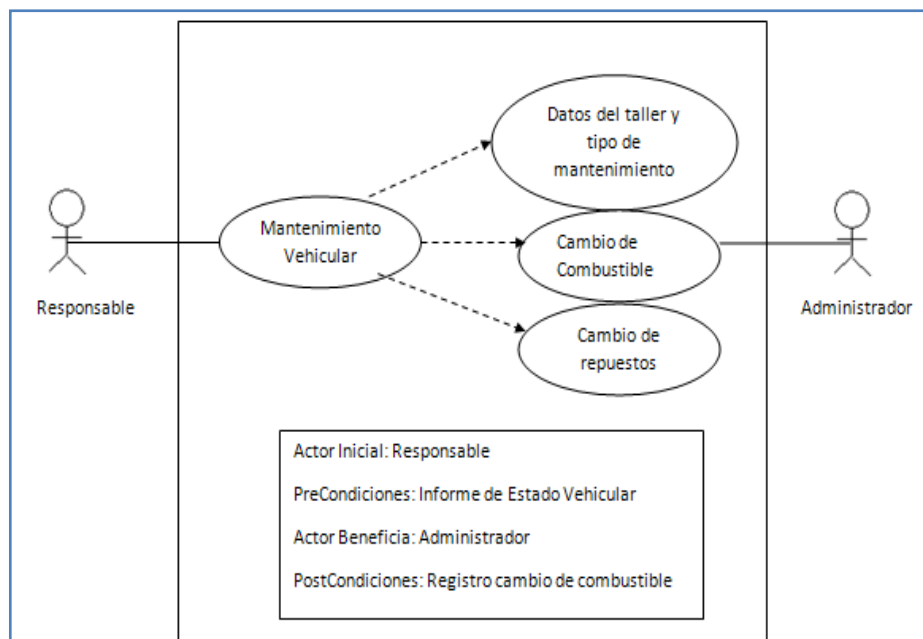 Datos del taller y
tipo de
mantenimiento
Mantenimiento
Vehicular
Cambio de
Combustible
Responsable
Administrador
Cambio de
repuestos
Actor Inicial: Responsable
PreCondiciones: Informe de Estado Vehicular
Actor Beneficia: Administrador
PostCondiciones: Registro cambio de combustible